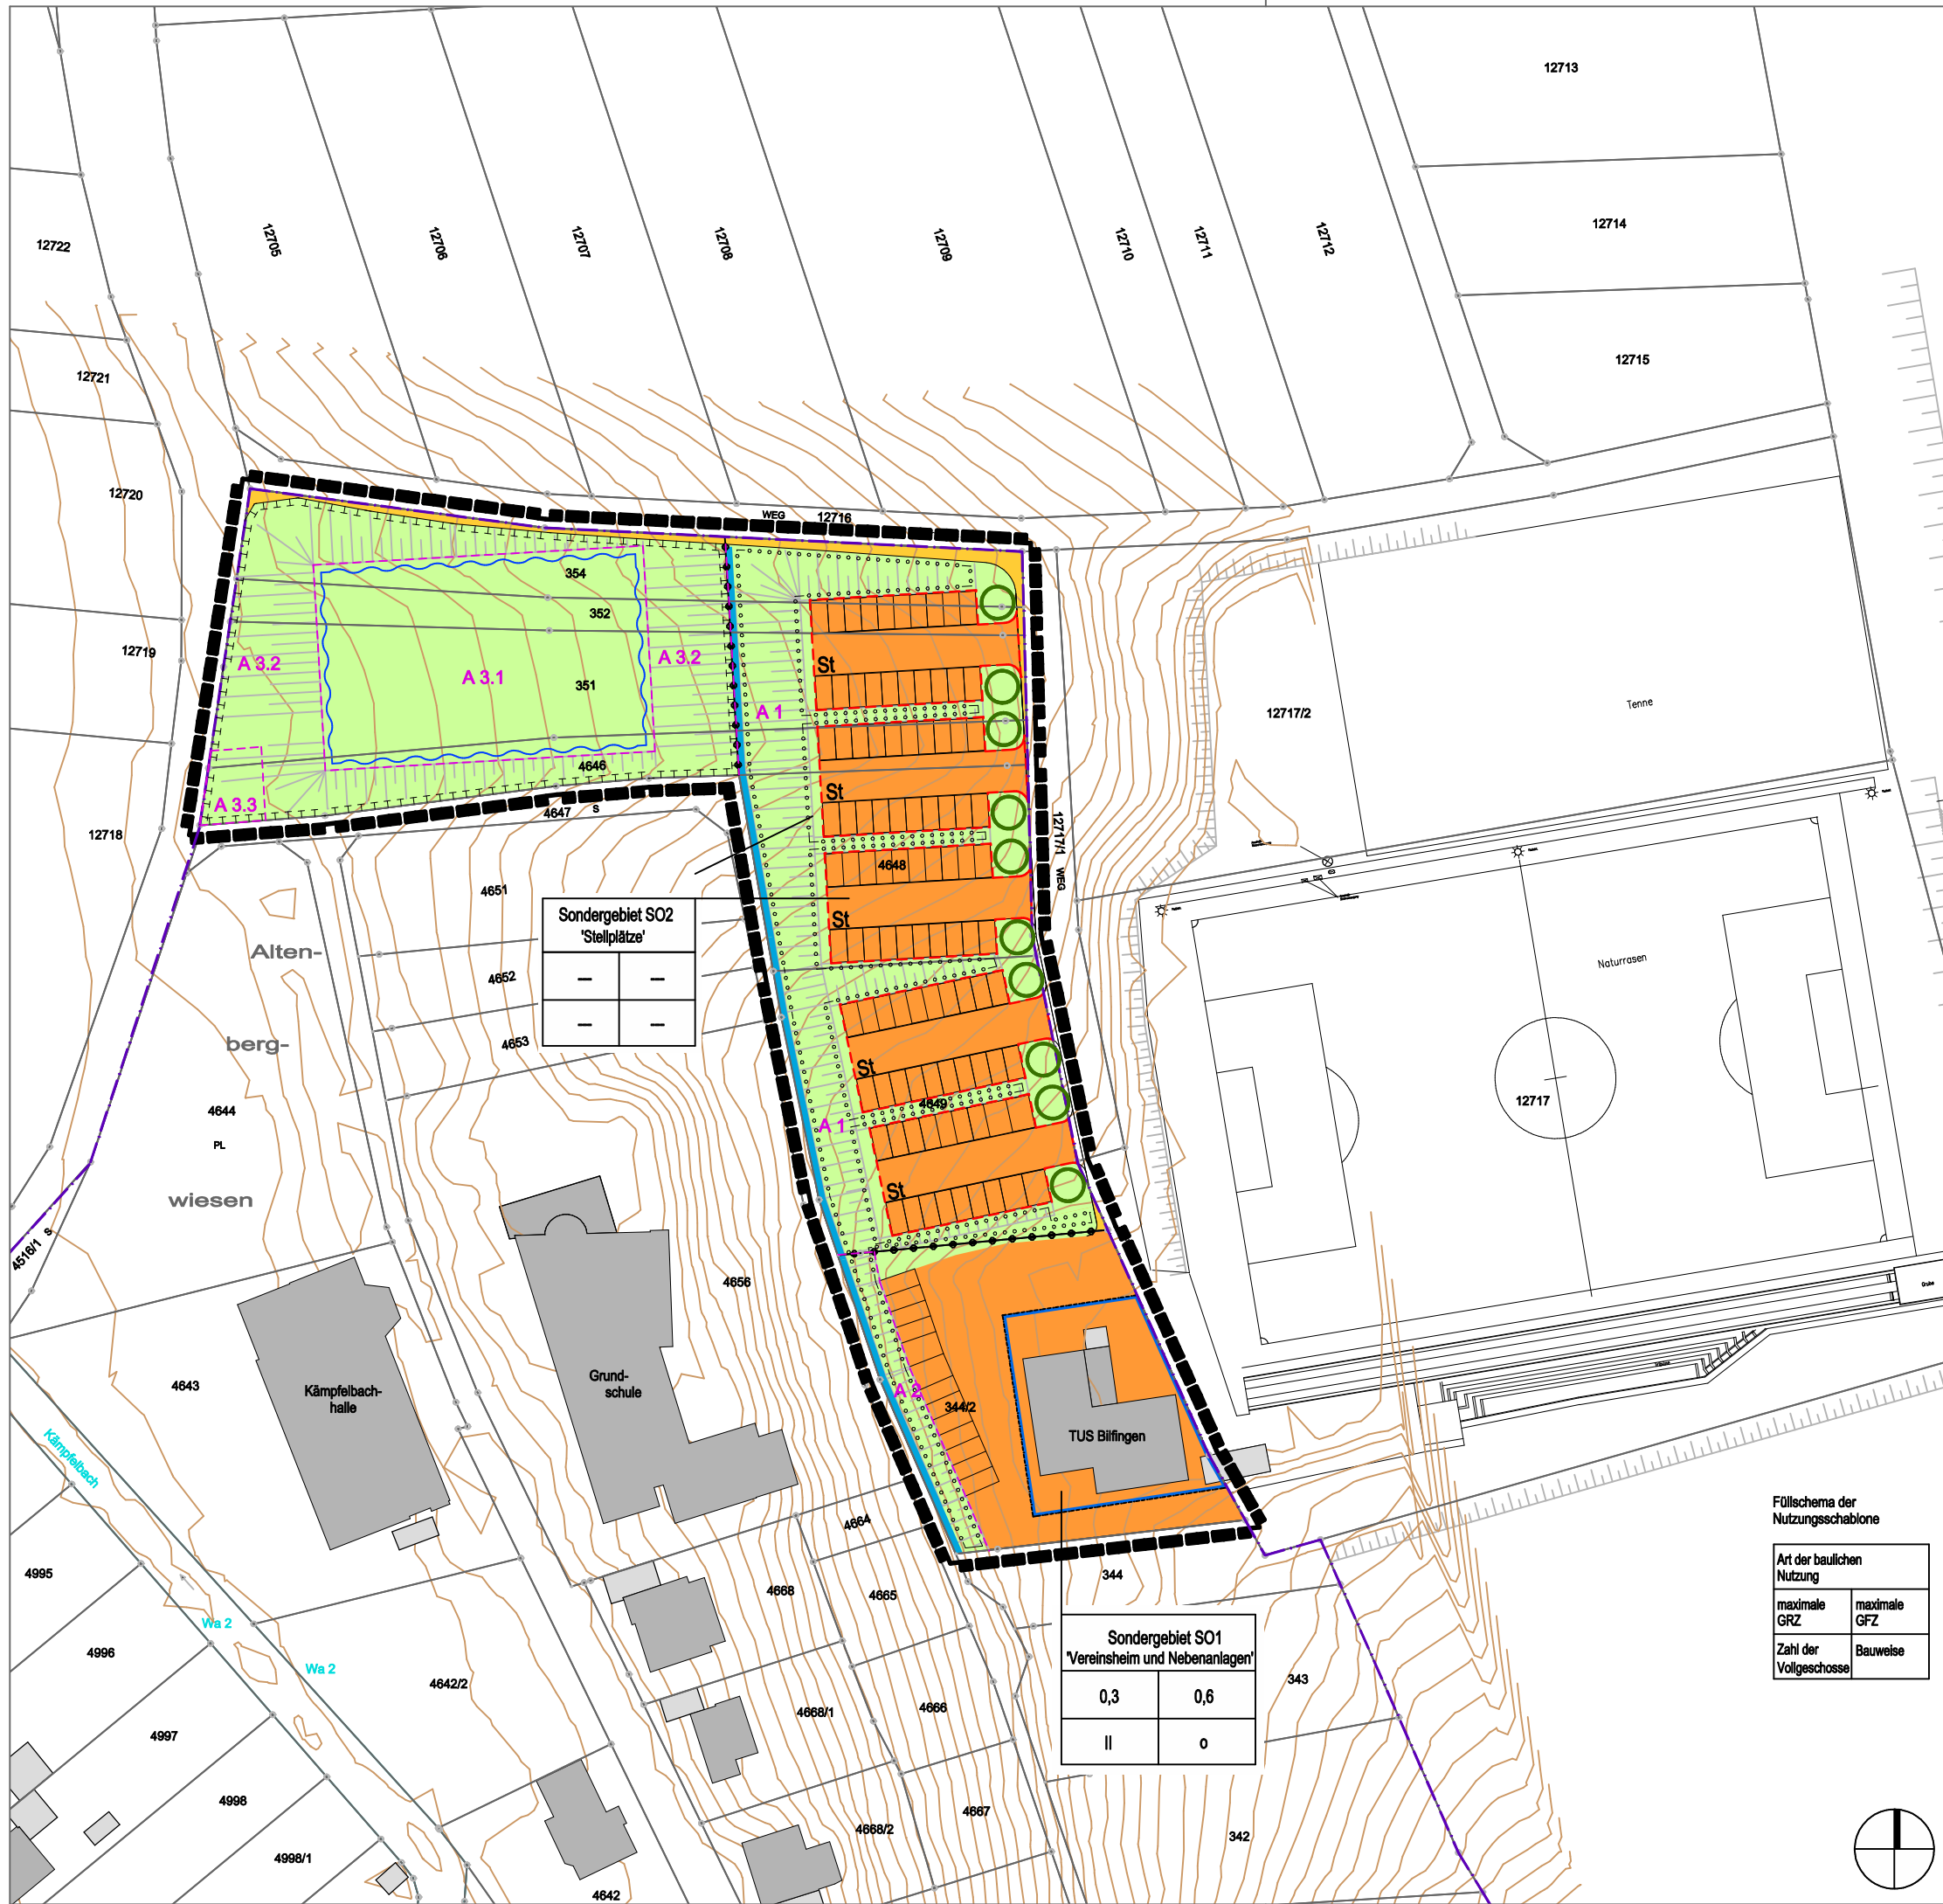 12713
12714
12715
12722
12705
12706
12707
12708
12709
12710
12711
12712
12721
12720
12719
12718
WEG
12716
354
352
351
A 3.2
A 3.1
A 3.2
A 3.3
4646
4647
S
A 1
St
St
St
St
St
4648
4649
A 1
12717/1
WEG
12717/2
Tenne
Naturrasen
12717
Sondergebiet SO2
'Stellplätze'
— —
— —
4651
4652
4653
Alten-
berg-
wiesen
4644
PL
4516/1
S
4656
4643
Kämpfelbach-
halle
Grund-
schule
A 2
344/2
TUS Bilfingen
Kämpfelbach
Wa 2
Wa 2
4995
4996
4997
4998
4998/1
4642/2
4642
4664
4668
4665
4668/1
4666
4668/2
4667
344
343
342
Sondergebiet SO1
'Vereinsheim und Nebenanlagen'
0,3 0,6
II o
Füllschema der
Nutzungsschablone
Art der baulichen
Nutzung
maximale GRZ
maximale GFZ
Zahl der Vollgeschosse
Bauweise